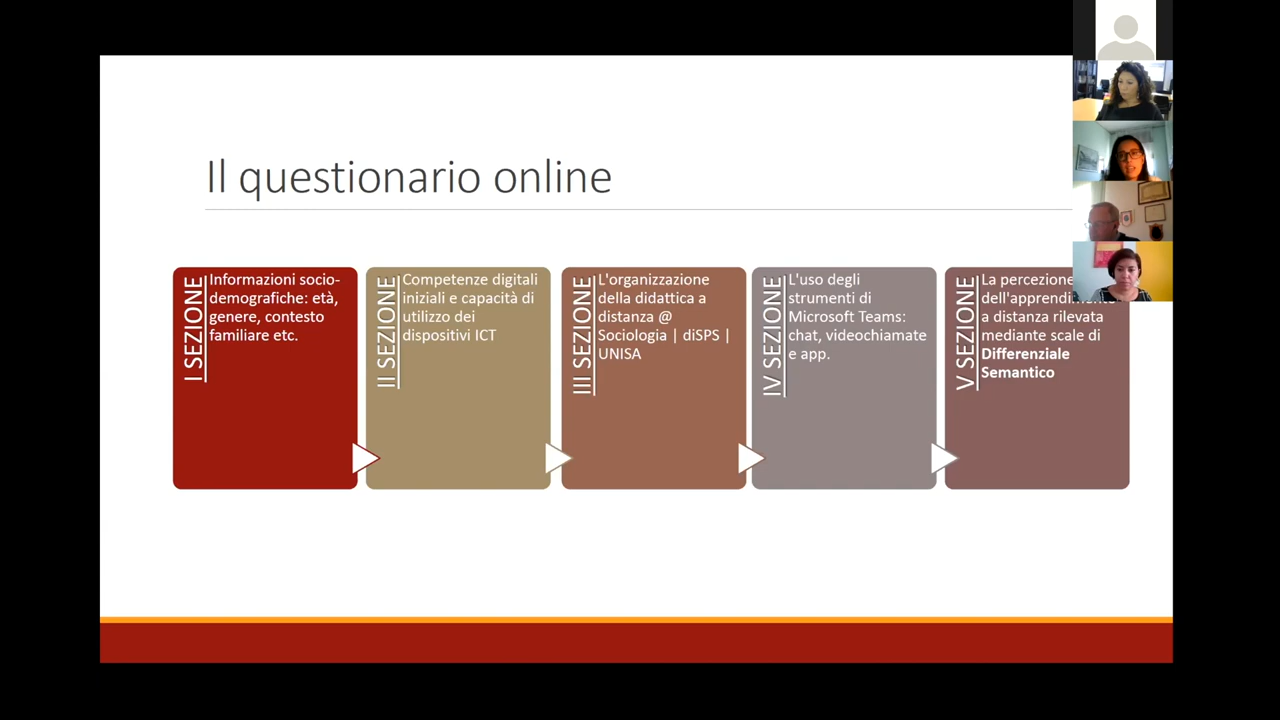 Il questionario online
I SEZIONE
Informazioni socio-
demografiche: età,
genere, contesto
familiare etc.
II SEZIONE
Competenze digitali
iniziali e capacità di
utilizzo dei
dispositivi ICT
III SEZIONE
L'organizzazione
della didattica a
distanza @
Sociologia | diSPS |
UNISA
IV SEZIONE
L'uso degli
strumenti di
Microsoft Teams:
chat, videochiamate
e app.
V SEZIONE
La percezione
dell'apprendimento
a distanza rilevata
mediante scale di
Differenziale
Semantico